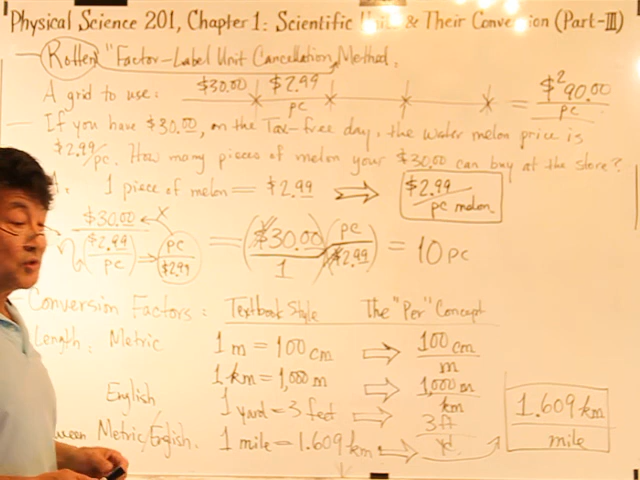 Physical Science 201, Chapter 1: Scientific Units & Their Conversion (Part-III)
Rotten "Factor-Label Unit Cancellation" Method.
A grid to use: $30.00 $2.99 / pc = $² 90.00 / pc
If you have $30.00, on the Tax-free day, the water melon price is
$2.99/pc. How many pieces of melon your $30.00 can buy at the store?
1 piece of melon = $2.99 ⇒ $2.99 / pc melon
$30.00 / ($2.99 / pc) → (pc / $2.99) = ($30.00 / 1) (pc / $2.99) = 10 pc
Conversion Factors: Textbook Style The "Per" Concept
Length: Metric 1 m = 100 cm ⇒ 100 cm / m
1 km = 1,000 m ⇒ 1,000 m / km
English 1 yard = 3 feet ⇒ 3 ft / yd.
Metric/English. 1 mile = 1.609 km ⇒ 1.609 km / mile